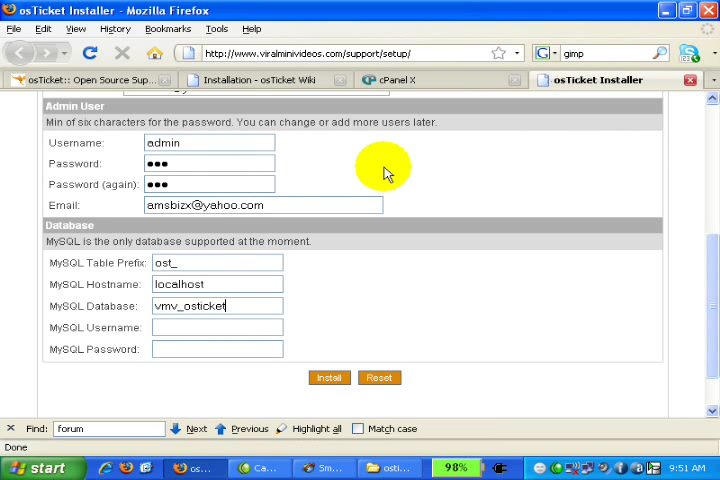 osTicket Installer - Mozilla Firefox
File Edit View History Bookmarks Tools Help
http://www.viralminivideos.com/support/setup/
G gimp
osTicket:: Open Source Sup... Installation - osTicket Wiki cPanel X osTicket Installer
Admin User
Min of six characters for the password. You can change or add more users later.
Username: admin
Password: ●●●
Password (again): ●●●
Email: amsbizx@yahoo.com
Database
MySQL is the only database supported at the moment.
MySQL Table Prefix: ost_
MySQL Hostname: localhost
MySQL Database: vmv_osticket
MySQL Username:
MySQL Password:
Install Reset
Find: forum Next Previous Highlight all Match case
Done
start os... Ca... Sm... osti... 98% 9:51 AM